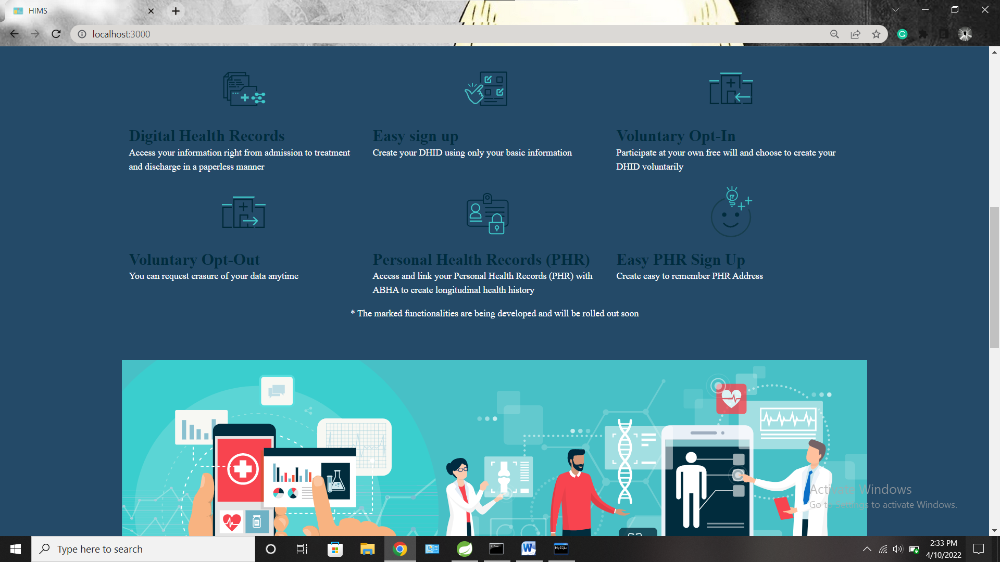 HIMS
localhost:3000
Digital Health Records
Easy sign up
Voluntary Opt-In
Access your information right from admission to treatment
and discharge in a paperless manner
Create your DHID using only your basic information
Participate at your own free will and choose to create your
DHID voluntarily
Voluntary Opt-Out
Personal Health Records (PHR)
Easy PHR Sign Up
You can request erasure of your data anytime
Access and link your Personal Health Records (PHR) with
ABHA to create longitudinal health history
Create easy to remember PHR Address
* The marked functionalities are being developed and will be rolled out soon
Activate Windows
Go to Settings to activate Windows.
Type here to search
2:33 PM
4/10/2022